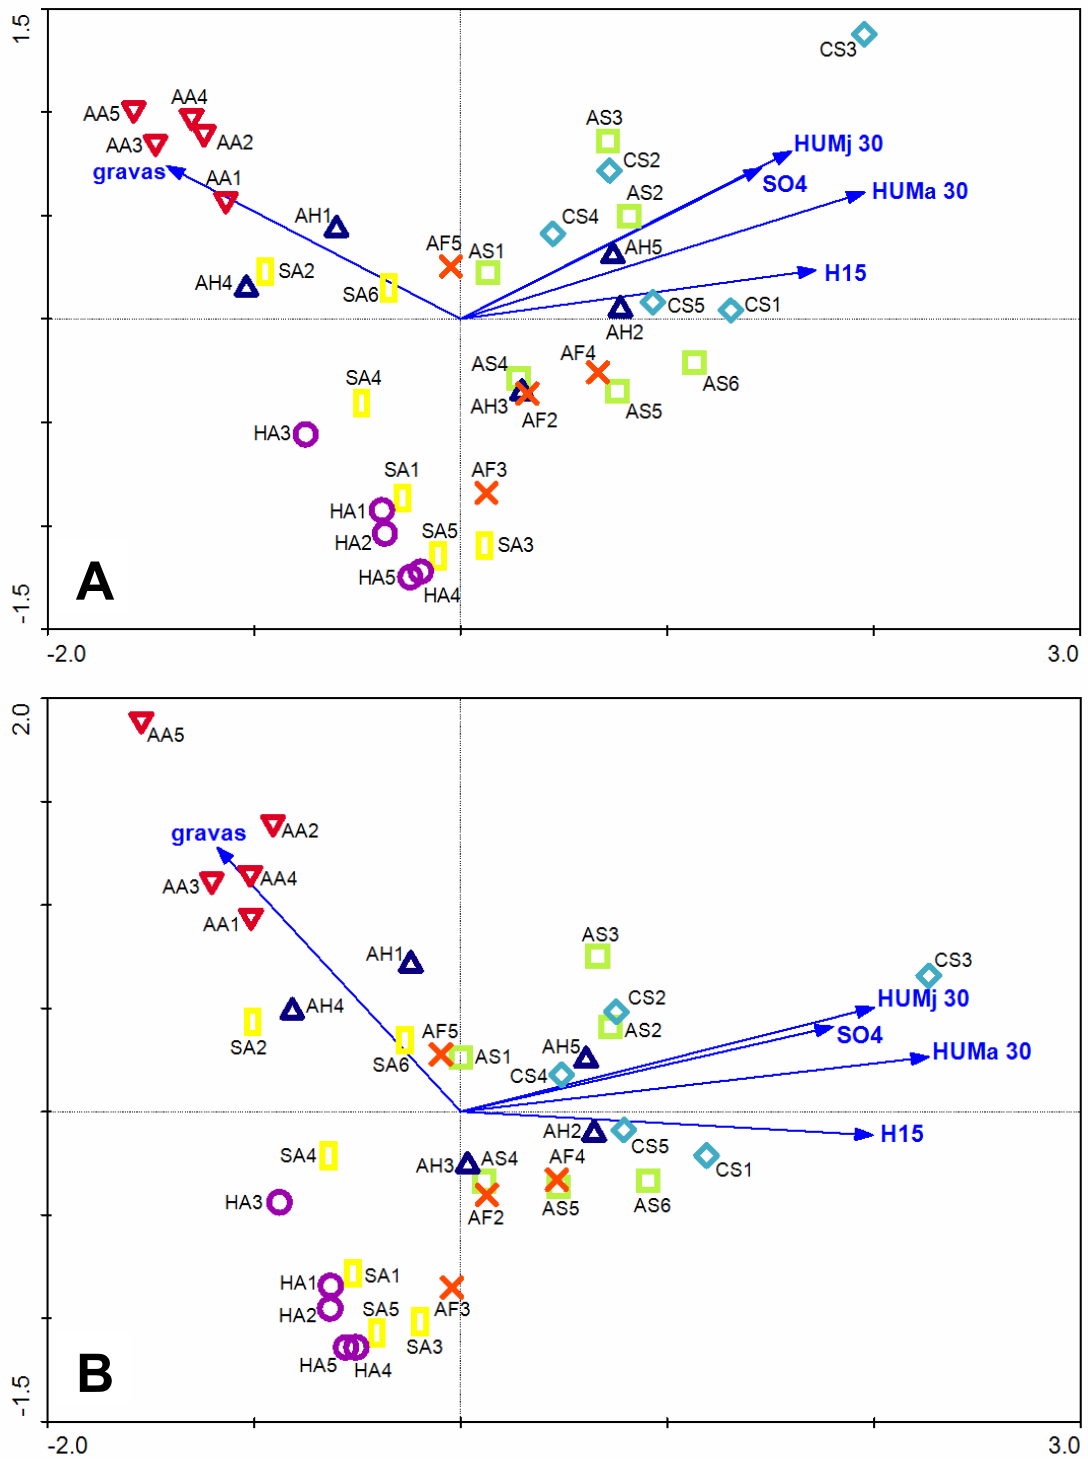 1.5
CS3
AA5
AA4
AA3
AA2
AS3
HUMj 30
gravas
AA1
CS2
SO4
HUMa 30
AS2
AH1
CS4
AF5
AS1
AH5
AH4
SA2
SA6
H15
CS5
CS1
AH2
AF4
AS4
SA4
AS6
AH3
AF2
AS5
HA3
SA1
AF3
HA1
HA2
SA5
SA3
HA5
HA4
A
-1.5
-2.0
3.0
2.0
AA5
gravas
AA2
AA3
AA4
AA1
AS3
AH1
CS3
CS2
HUMj 30
AH4
AS2
SO4
SA2
AF5
AH5
SA6
AS1
CS4
HUMa 30
AH2
CS5
H15
SA4
AH3
AS4
AF4
CS1
HA3
AF2
AS5
AS6
HA1
SA1
HA2
SA5
AF3
SA3
HA5
HA4
B
-1.5
-2.0
3.0